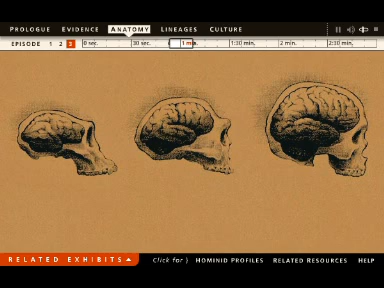 PROLOGUE EVIDENCE ANATOMY LINEAGES CULTURE
EPISODE 1 2 3 0 sec. 30 sec. 1 min. 1:30 min. 2 min. 2:30 min.
RELATED EXHIBITS Click for ) HOMINID PROFILES RELATED RESOURCES HELP